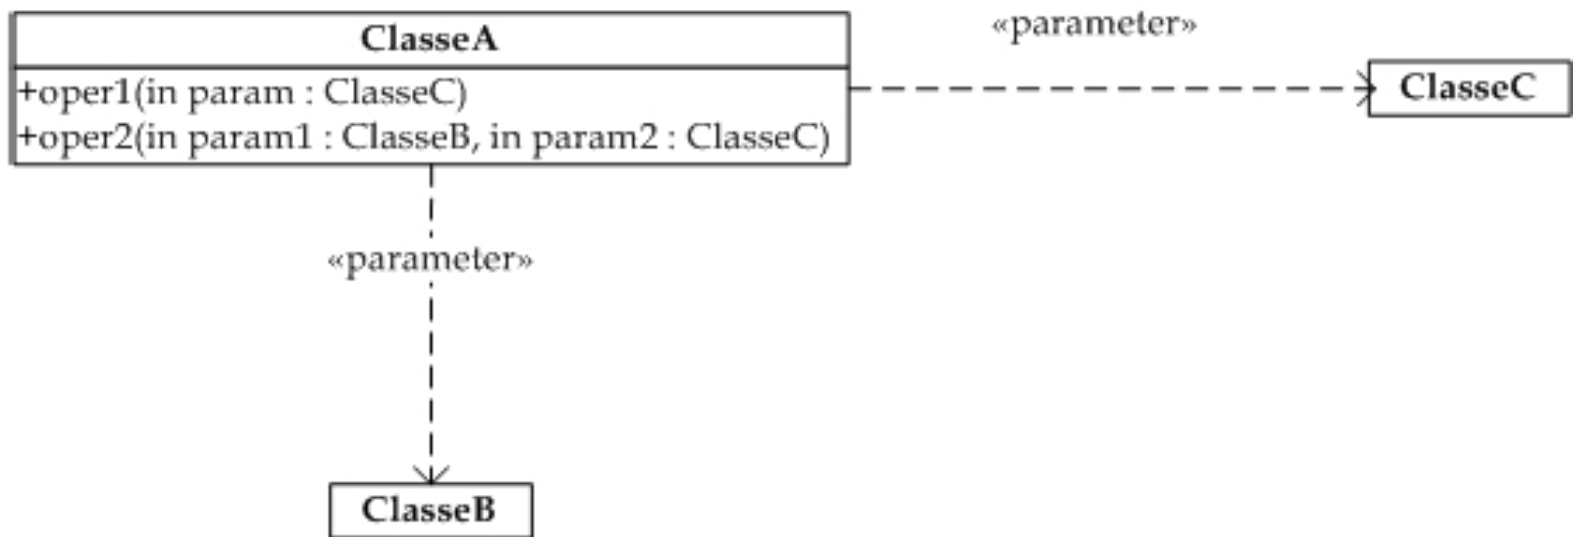 ClasseA
«parameter»
+oper1(in param : ClasseC)
ClasseC
+oper2(in param1 : ClasseB, in param2 : ClasseC)
«parameter»
ClasseB